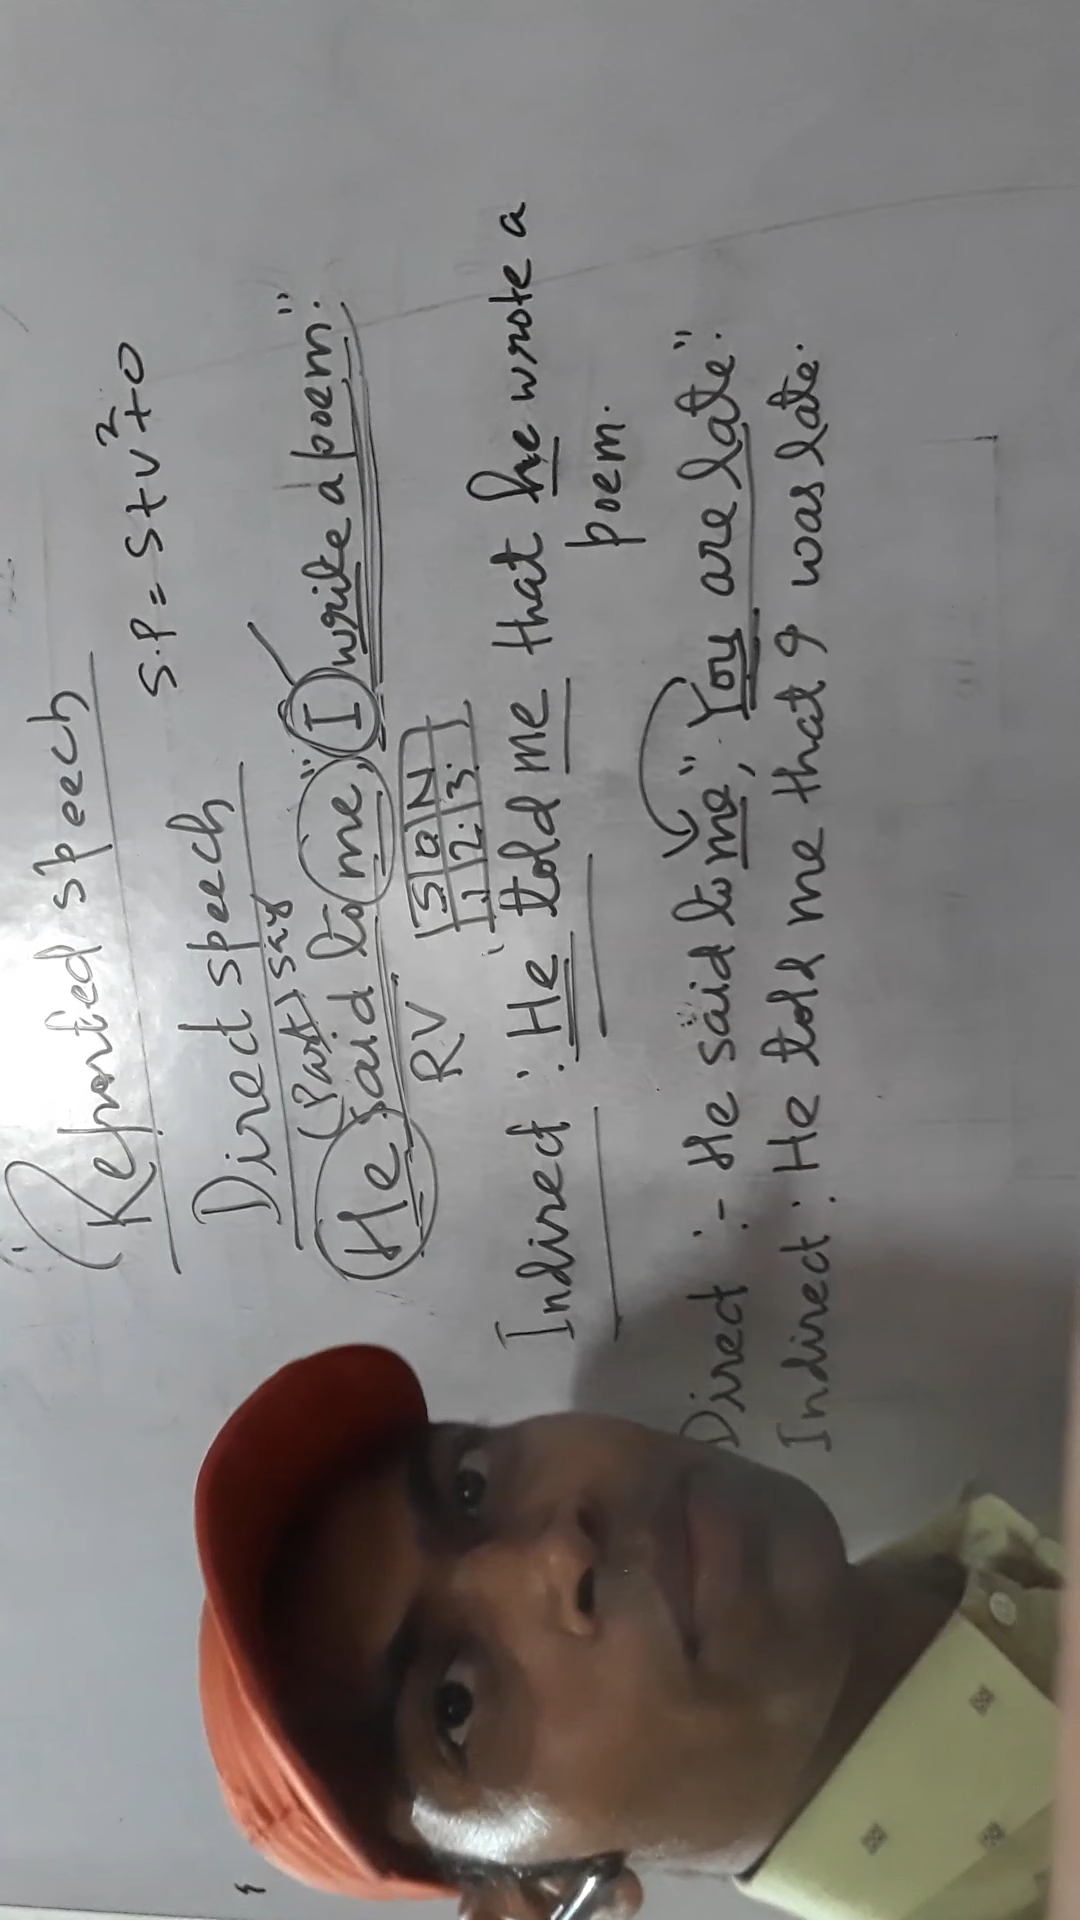 Reported speech
S.P = S+V²+O
Direct speech
(Past) say
He said to me, "I write a poem."
RV
S O N
1 2 3
Indirect : He told me that he wrote a
poem.
Direct :- He said to me", You are late."
Indirect : He told me that I was late.